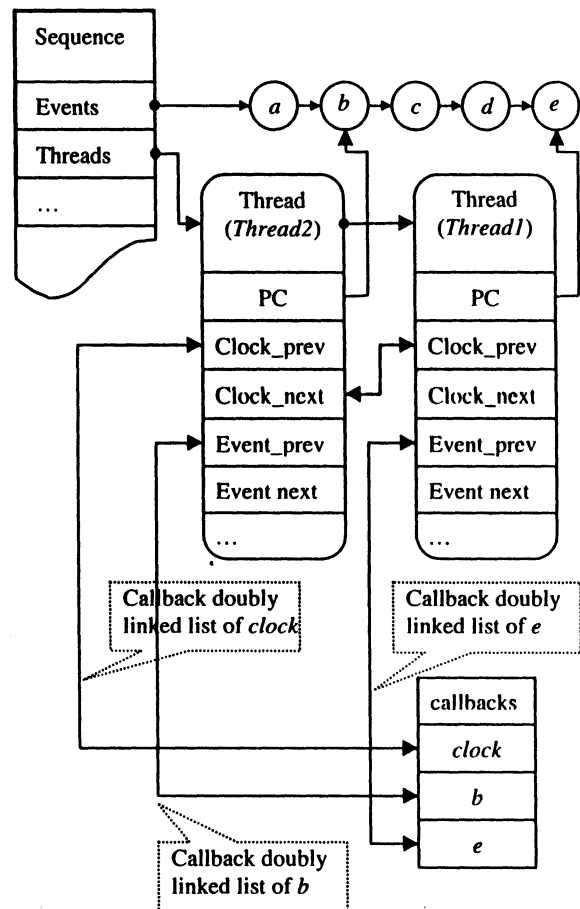 Sequence
Events
Threads
...
a
b
c
d
e
Thread
(Thread2)
PC
Clock_prev
Clock_next
Event_prev
Event next
...
Thread
(Thread1)
PC
Clock_prev
Clock_next
Event_prev
Event next
...
Callback doubly
linked list of clock
Callback doubly
linked list of e
callbacks
clock
b
e
Callback doubly
linked list of b